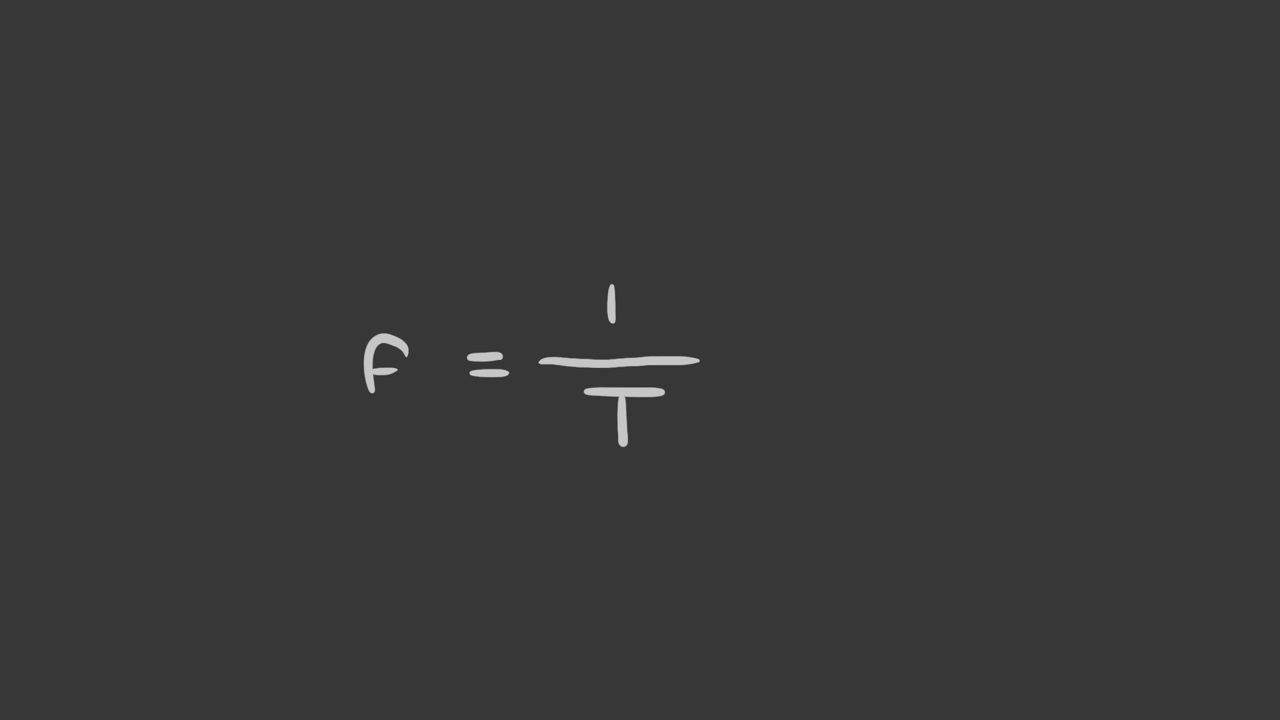 F = 1/T